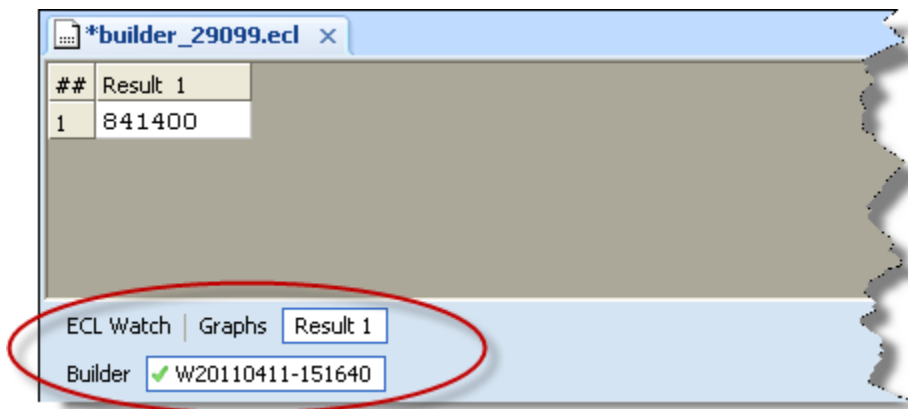 *builder_29099.ecl
## Result 1
1 841400
ECL Watch Graphs Result 1
Builder W20110411-151640